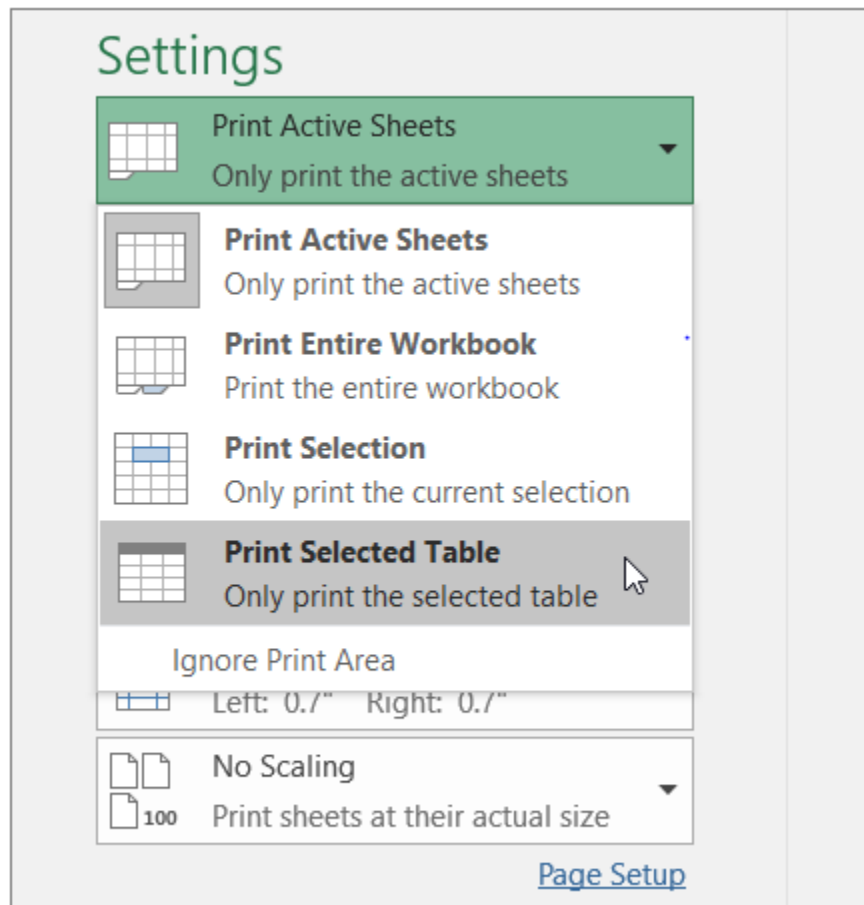 Settings
Print Active Sheets
Only print the active sheets
Print Active Sheets
Only print the active sheets
Print Entire Workbook
Print the entire workbook
Print Selection
Only print the current selection
Print Selected Table
Only print the selected table
Ignore Print Area
Left: 0.7" Right: 0.7"
No Scaling
100
Print sheets at their actual size
Page Setup